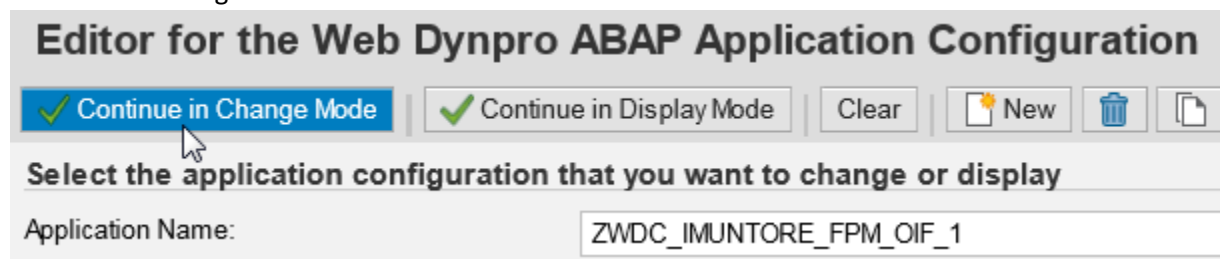 Editor for the Web Dynpro ABAP Application Configuration
Continue in Change Mode Continue in Display Mode Clear New
Select the application configuration that you want to change or display
Application Name: ZWDC_IMUNTORE_FPM_OIF_1